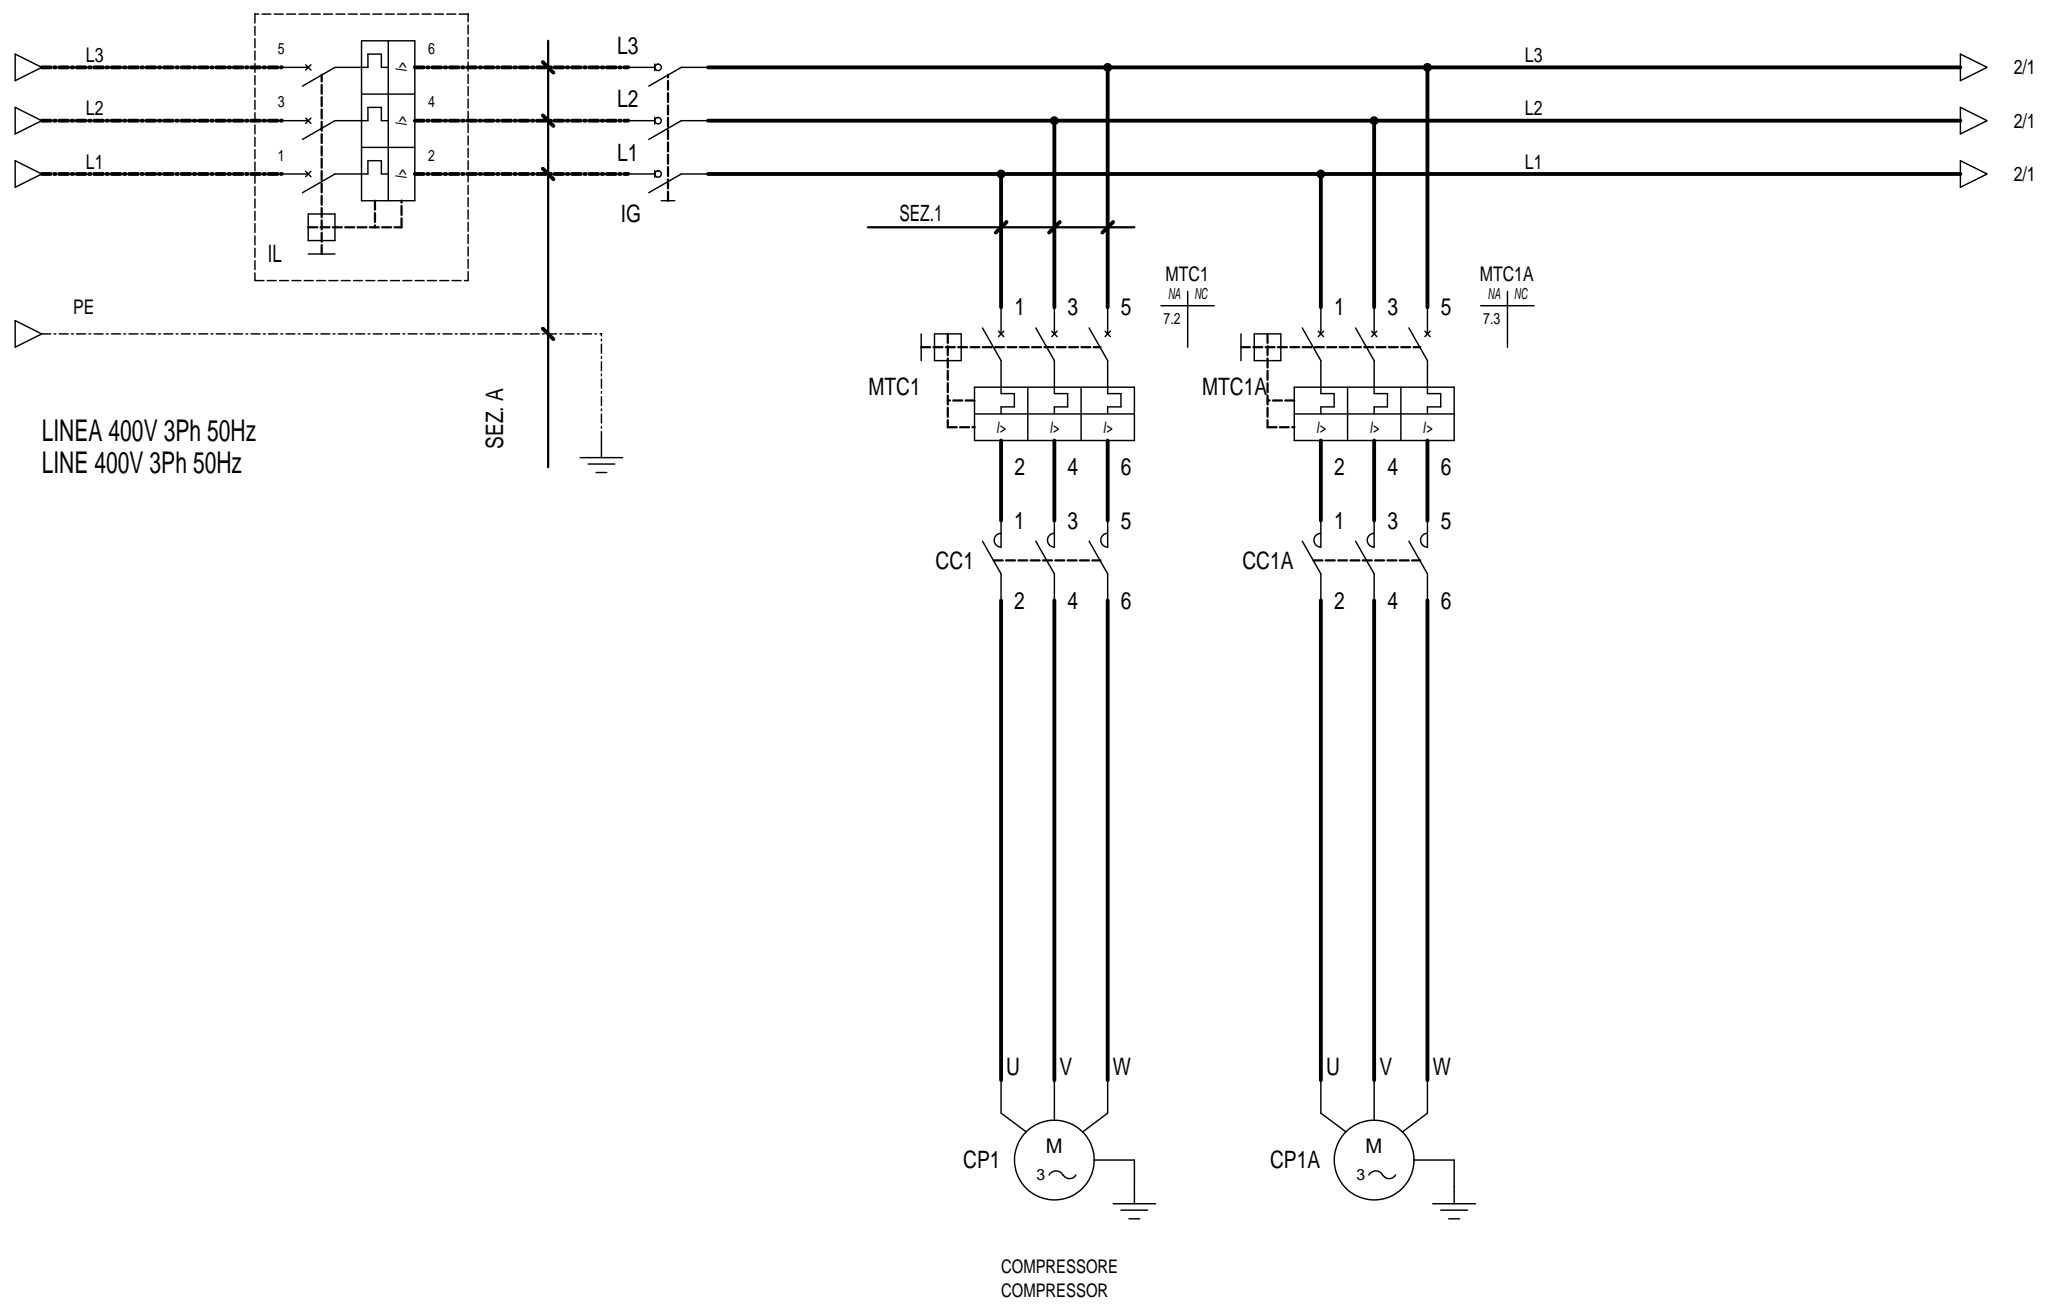 L3
5
6
L3
L3
2/1
L2
3
4
L2
L2
2/1
L1
1
2
L1
L1
2/1
IL
IG
SEZ.1
PE
MTC1
NA NC
7.2
MTC1A
NA NC
7.3
1 3 5
1 3 5
MTC1
MTC1A
I> I> I>
I> I> I>
I>
I>
I>
SEZ. A
LINEA 400V 3Ph 50Hz
LINE 400V 3Ph 50Hz
2 4 6
2 4 6
1 3 5
1 3 5
CC1
CC1A
2 4 6
2 4 6
U V W
U V W
CP1
M
3
CP1A
M
3
COMPRESSORE
COMPRESSOR